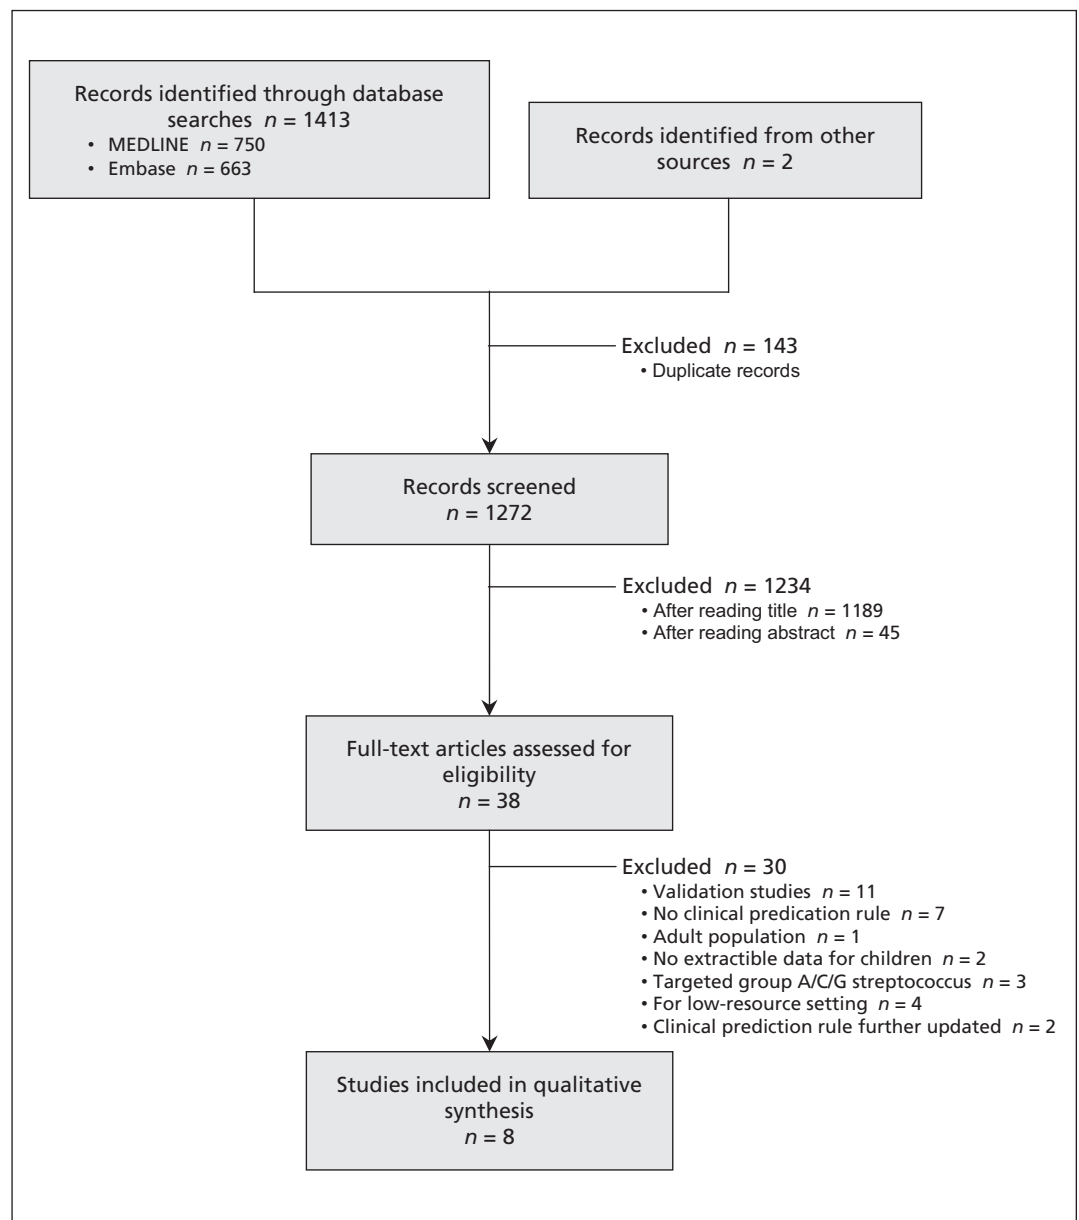 Records identified through database
searches n = 1413
• MEDLINE n = 750
• Embase n = 663
Records identified from other
sources n = 2
Excluded n = 143
• Duplicate records
Records screened
n = 1272
Excluded n = 1234
• After reading title n = 1189
• After reading abstract n = 45
Full-text articles assessed for
eligibility
n = 38
Excluded n = 30
• Validation studies n = 11
• No clinical predication rule n = 7
• Adult population n = 1
• No extractible data for children n = 2
• Targeted group A/C/G streptococcus n = 3
• For low-resource setting n = 4
• Clinical prediction rule further updated n = 2
Studies included in qualitative
synthesis
n = 8